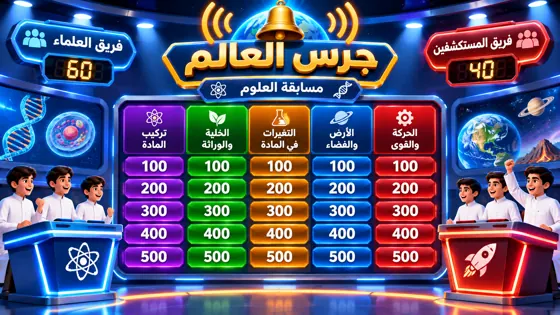 جرس العالم
مسابقة العلوم
فريق المستكشفين
40
فريق العلماء
60
الحركة والقوى
الأرض والفضاء
التغيرات في المادة
الخلية والوراثة
تركيب المادة
100 100 100 100 100
200 200 200 200 200
300 300 300 300 300
400 400 400 400 400
500 500 500 500 500